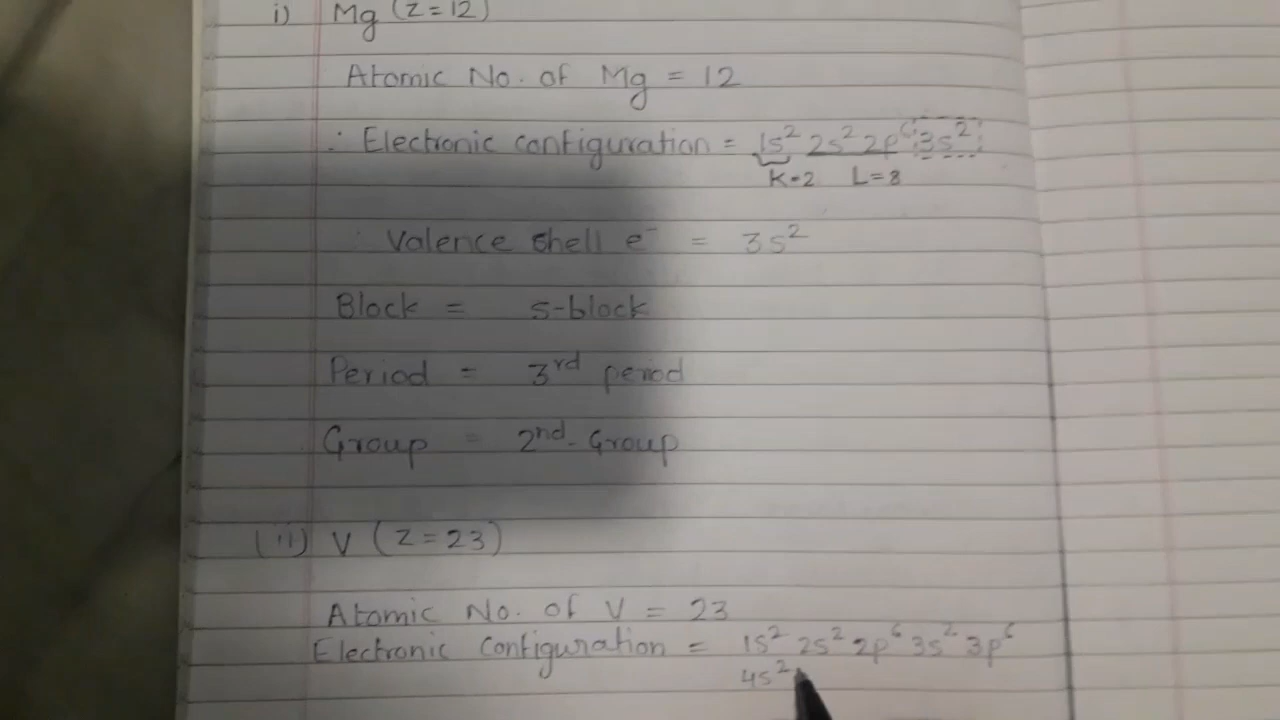 i) Mg (Z=12)
Atomic No. of Mg = 12
∴ Electronic configuration = 1s² 2s² 2p⁶ 3s²
K=2 L=8
Valence shell e⁻ = 3s²
Block = s-block
Period = 3rd period
Group = 2nd Group
(ii) V (Z=23)
Atomic No. of V = 23
Electronic Configuration = 1s² 2s² 2p⁶ 3s² 3p⁶
4s²